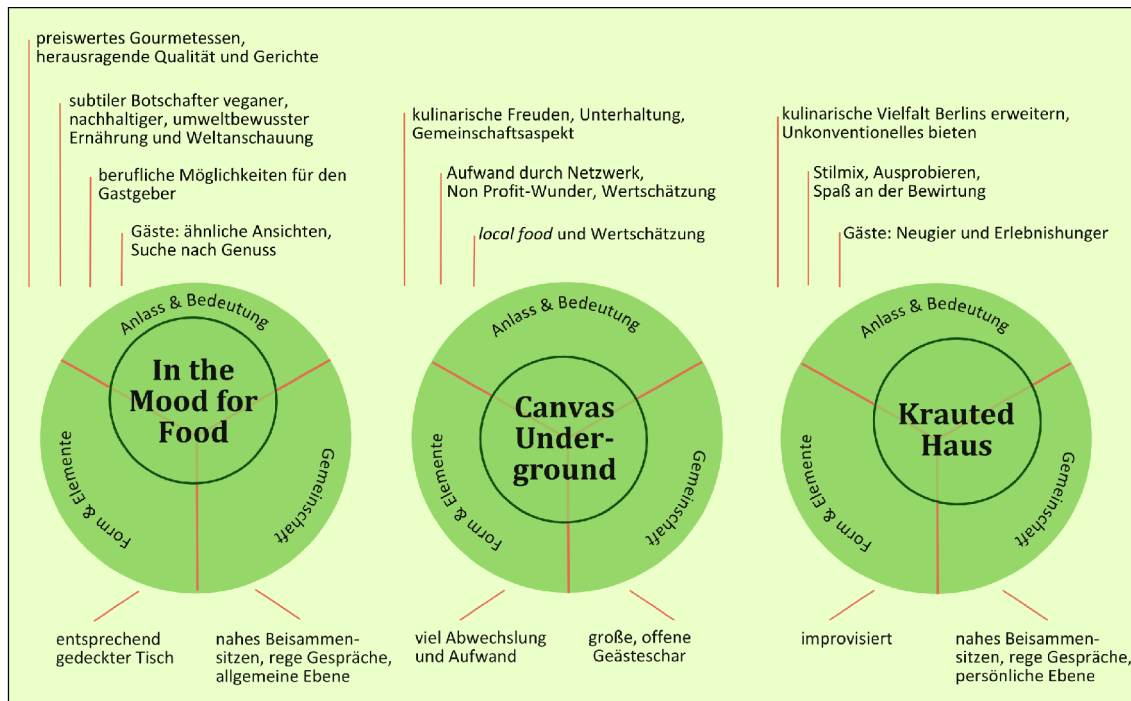 preiswertes Gourmetessen,
herausragende Qualität und Gerichte
subtiler Botschafter veganer,
nachhaltiger, umweltbewusster
Ernährung und Weltanschauung
berufliche Möglichkeiten für den
Gastgeber
Gäste: ähnliche Ansichten,
Suche nach Genuss
Anlass & Bedeutung
In the
Mood for
Food
Form & Elemente
Gemeinschaft
entsprechend
gedeckter Tisch
nahes Beisammen-
sitzen, rege Gespräche,
allgemeine Ebene
kulinarische Freuden, Unterhaltung,
Gemeinschaftsaspekt
Aufwand durch Netzwerk,
Non Profit-Wunder, Wertschätzung
local food und Wertschätzung
Anlass & Bedeutung
Canvas
Under-
ground
Form & Elemente
Gemeinschaft
viel Abwechslung
und Aufwand
große, offene
Geästeschar
kulinarische Vielfalt Berlins erweitern,
Unkonventionelles bieten
Stilmix, Ausprobieren,
Spaß an der Bewirtung
Gäste: Neugier und Erlebnishunger
Anlass & Bedeutung
Krauted
Haus
Form & Elemente
Gemeinschaft
improvisiert
nahes Beisammen-
sitzen, rege Gespräche,
persönliche Ebene